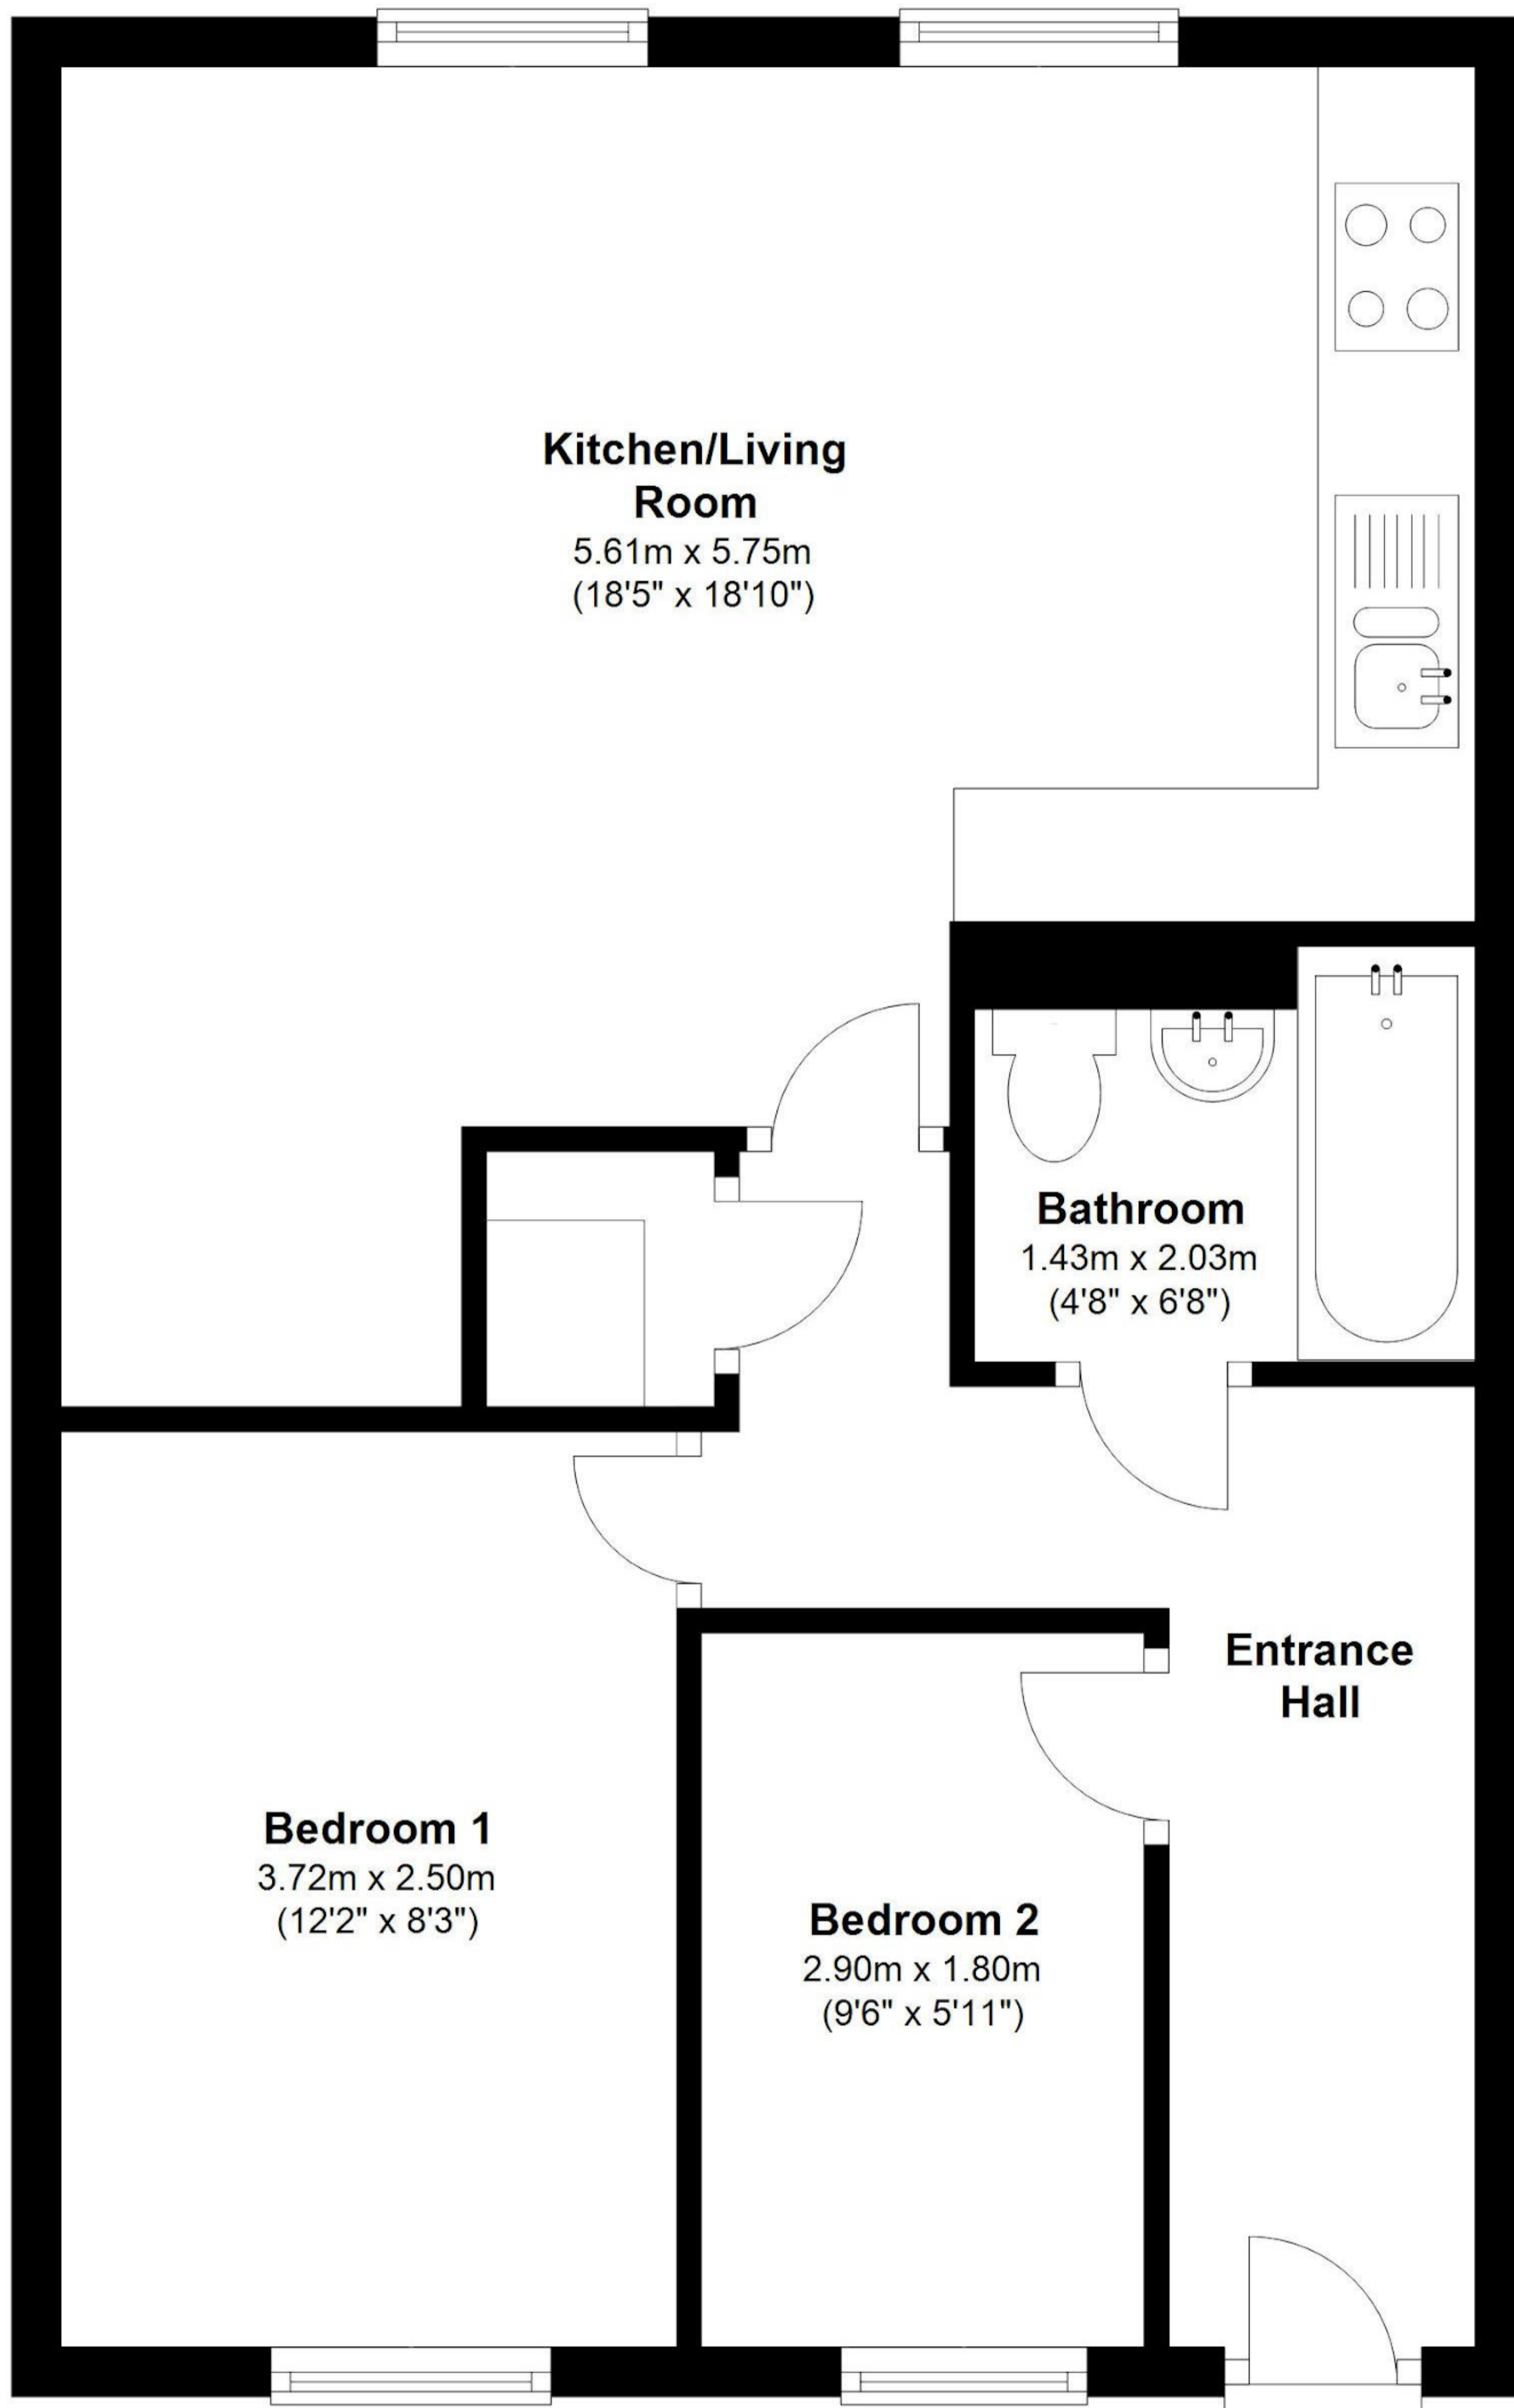 Kitchen/Living
Room
5.61m x 5.75m
(18'5" x 18'10")
Bathroom
1.43m x 2.03m
(4'8" x 6'8")
Entrance
Hall
Bedroom 1
3.72m x 2.50m
(12'2" x 8'3")
Bedroom 2
2.90m x 1.80m
(9'6" x 5'11")